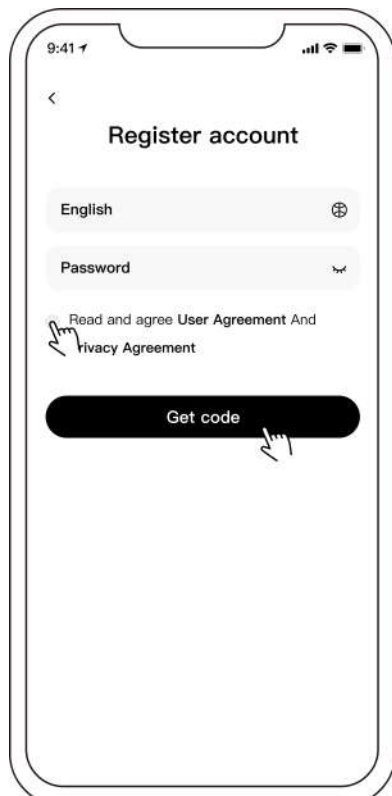 9:41
Register account
English
Password
Read and agree User Agreement And
rivacy Agreement
Get code